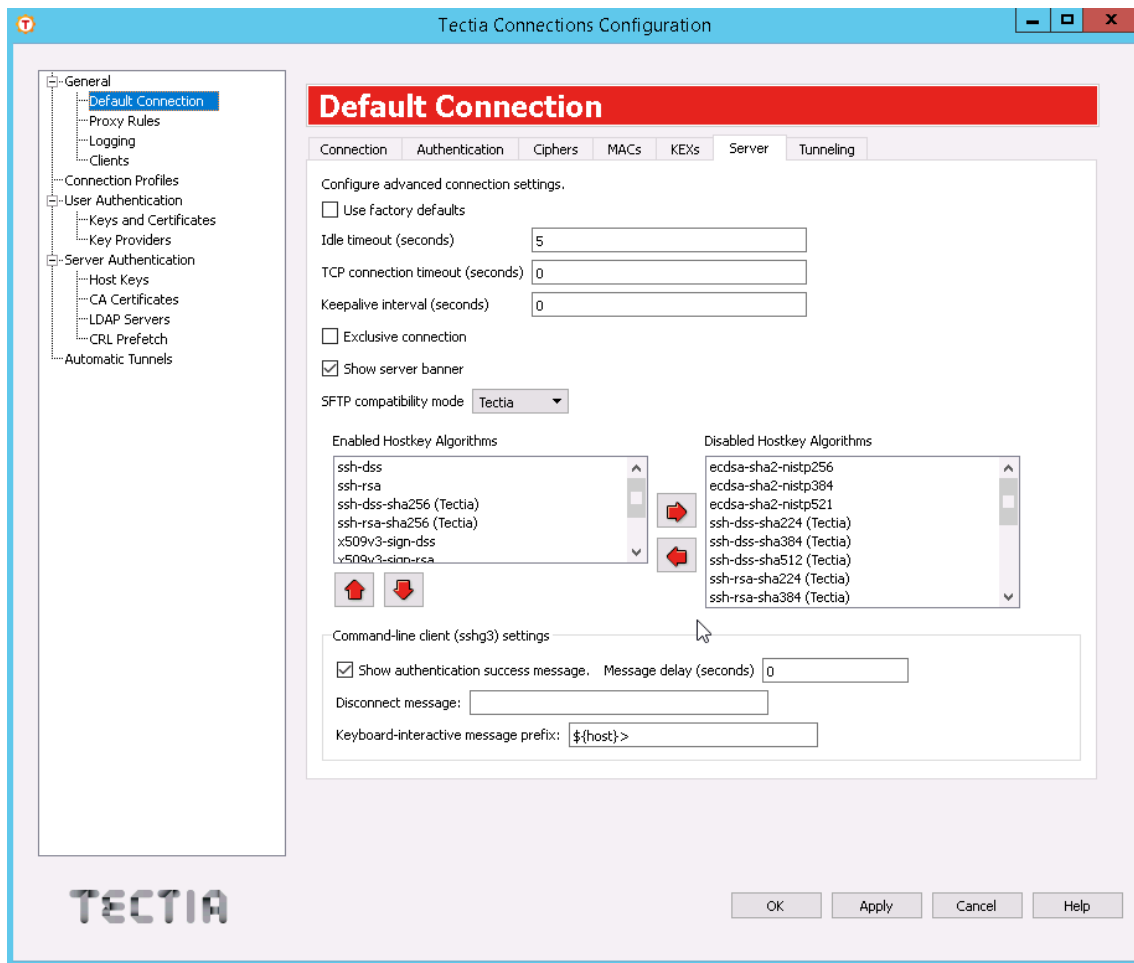 Tectia Connections Configuration
General
Default Connection
Proxy Rules
Logging
Clients
Connection Profiles
User Authentication
Keys and Certificates
Key Providers
Server Authentication
Host Keys
CA Certificates
LDAP Servers
CRL Prefetch
Automatic Tunnels
Default Connection
Connection Authentication Ciphers MACs KEXs Server Tunneling
Configure advanced connection settings.
Use factory defaults
Idle timeout (seconds) 5
TCP connection timeout (seconds) 0
Keepalive interval (seconds) 0
Exclusive connection
Show server banner
SFTP compatibility mode Tectia
Enabled Hostkey Algorithms
ssh-dss
ssh-rsa
ssh-dss-sha256 (Tectia)
ssh-rsa-sha256 (Tectia)
x509v3-sign-dss
x509v3-sign-rsa
Disabled Hostkey Algorithms
ecdsa-sha2-nistp256
ecdsa-sha2-nistp384
ecdsa-sha2-nistp521
ssh-dss-sha224 (Tectia)
ssh-dss-sha384 (Tectia)
ssh-dss-sha512 (Tectia)
ssh-rsa-sha224 (Tectia)
ssh-rsa-sha384 (Tectia)
Command-line client (sshg3) settings
Show authentication success message. Message delay (seconds) 0
Disconnect message:
Keyboard-interactive message prefix: ${host}>
TECTIA
OK Apply Cancel Help